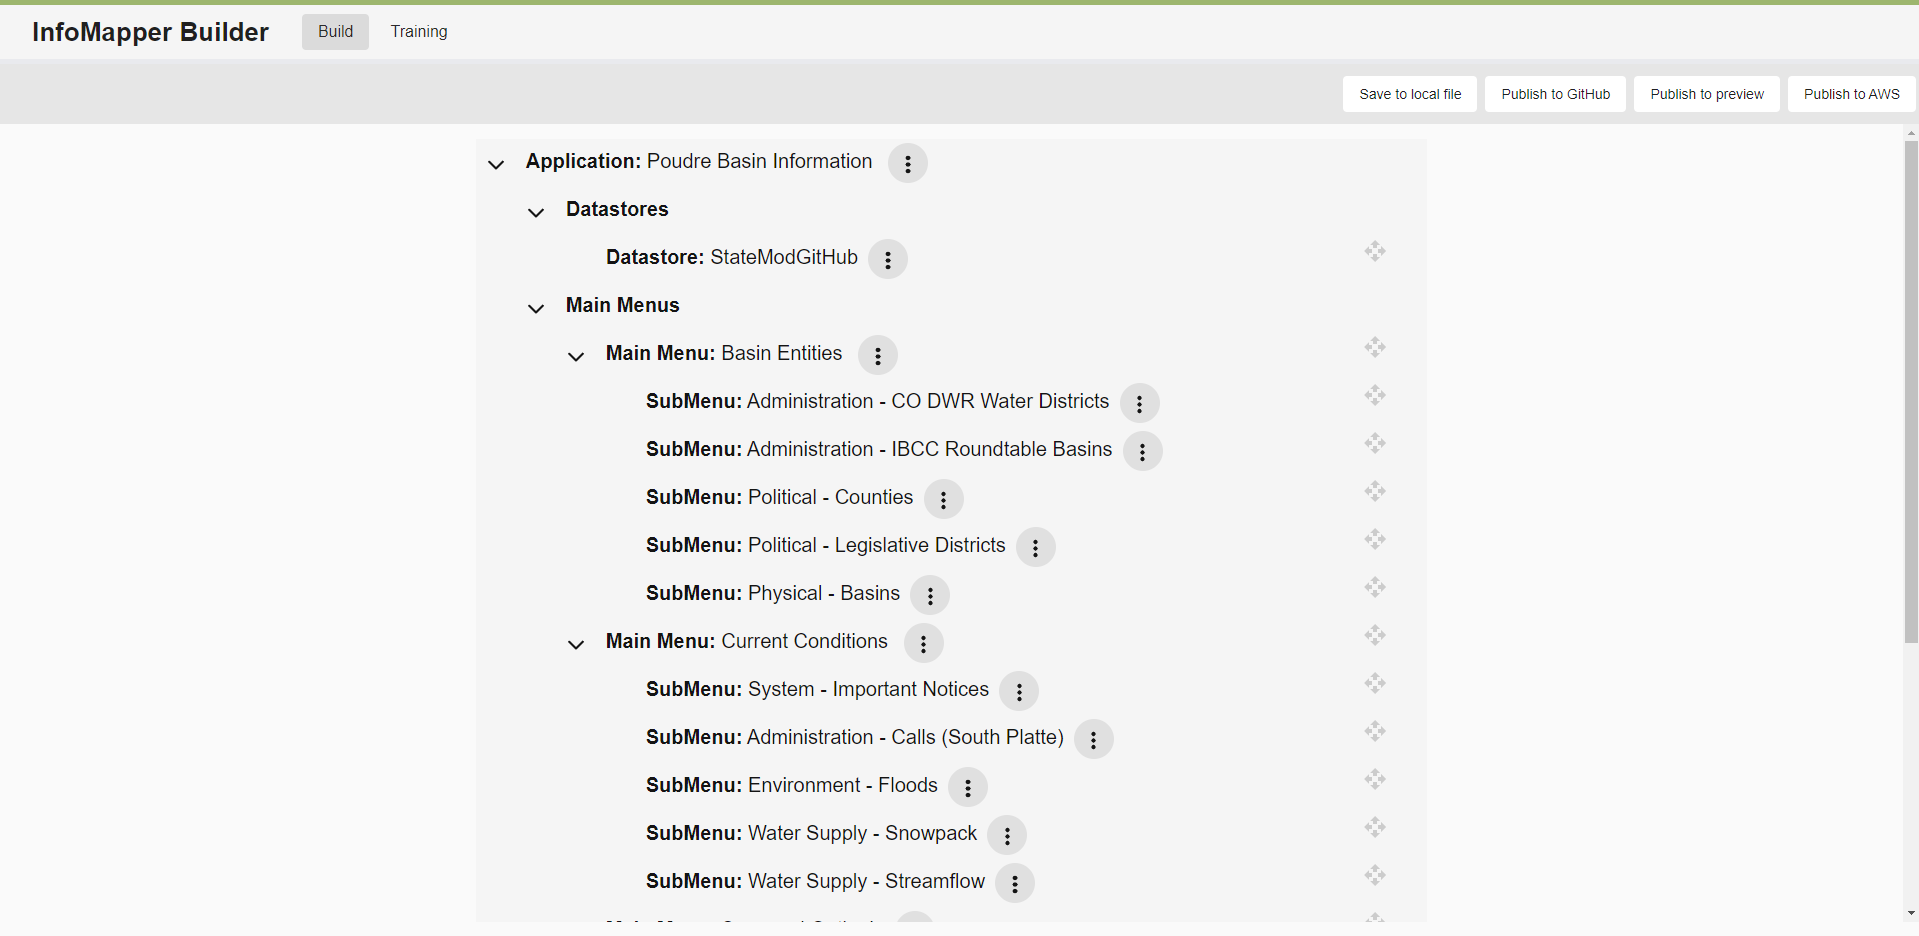 InfoMapper Builder Build Training
Save to local file Publish to GitHub Publish to preview Publish to AWS
Application: Poudre Basin Information
Datastores
Datastore: StateModGitHub
Main Menus
Main Menu: Basin Entities
SubMenu: Administration - CO DWR Water Districts
SubMenu: Administration - IBCC Roundtable Basins
SubMenu: Political - Counties
SubMenu: Political - Legislative Districts
SubMenu: Physical - Basins
Main Menu: Current Conditions
SubMenu: System - Important Notices
SubMenu: Administration - Calls (South Platte)
SubMenu: Environment - Floods
SubMenu: Water Supply - Snowpack
SubMenu: Water Supply - Streamflow